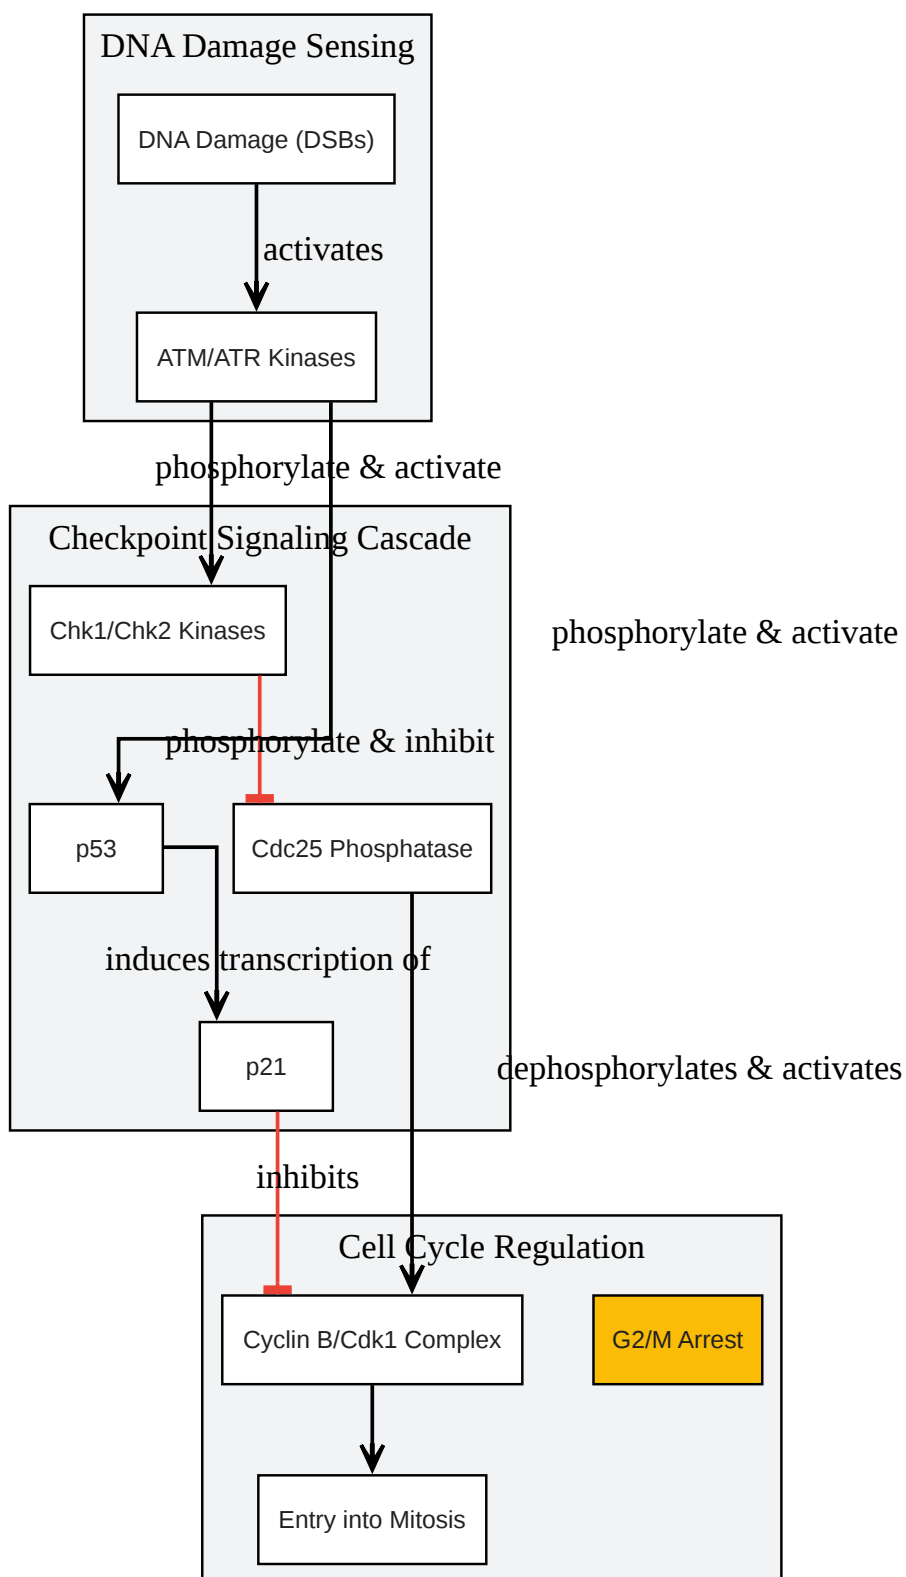 DNA Damage Sensing
DNA Damage (DSBs)
activates
ATM/ATR Kinases
phosphorylate & activate
Checkpoint Signaling Cascade
Chk1/Chk2 Kinases
phosphorylate & activate
phosphorylate & inhibit
p53
Cdc25 Phosphatase
induces transcription of
p21
dephosphorylates & activates
inhibits
Cell Cycle Regulation
Cyclin B/Cdk1 Complex
G2/M Arrest
Entry into Mitosis